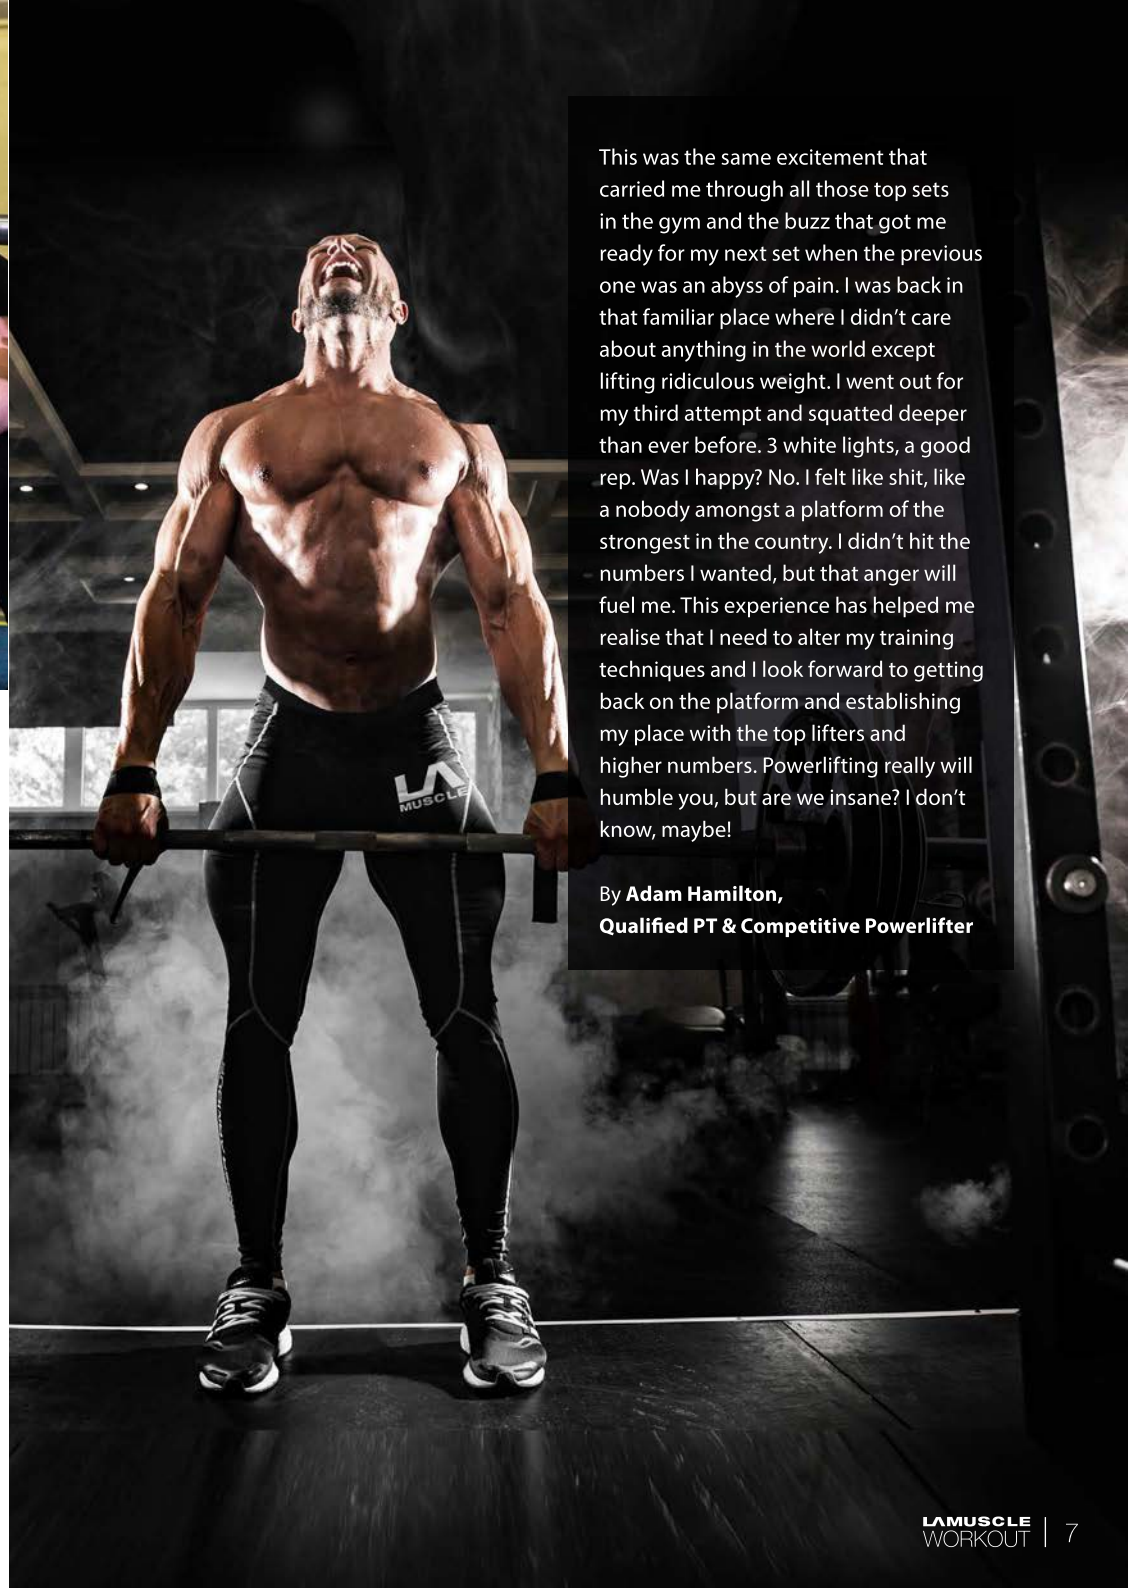 This was the same excitement that
carried me through all those top sets
in the gym and the buzz that got me
ready for my next set when the previous
one was an abyss of pain. I was back in
that familiar place where I didn’t care
about anything in the world except
lifting ridiculous weight. I went out for
my third attempt and squatted deeper
than ever before. 3 white lights, a good
rep. Was I happy? No. I felt like shit, like
a nobody amongst a platform of the
strongest in the country. I didn’t hit the
numbers I wanted, but that anger will
fuel me. This experience has helped me
realise that I need to alter my training
techniques and I look forward to getting
back on the platform and establishing
my place with the top lifters and
higher numbers. Powerlifting really will
humble you, but are we insane? I don’t
know, maybe!
By Adam Hamilton,
Qualified PT & Competitive Powerlifter
LA
MUSCLE
LAMUSCLE
WORKOUT | 7